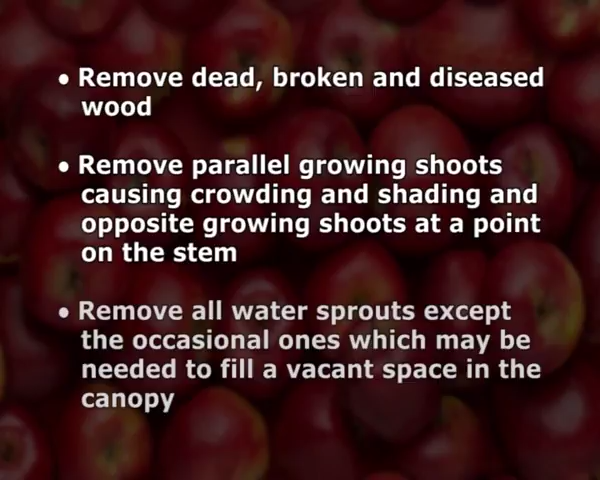 • Remove dead, broken and diseased
wood
• Remove parallel growing shoots
causing crowding and shading and
opposite growing shoots at a point
on the stem
• Remove all water sprouts except
the occasional ones which may be
needed to fill a vacant space in the
canopy